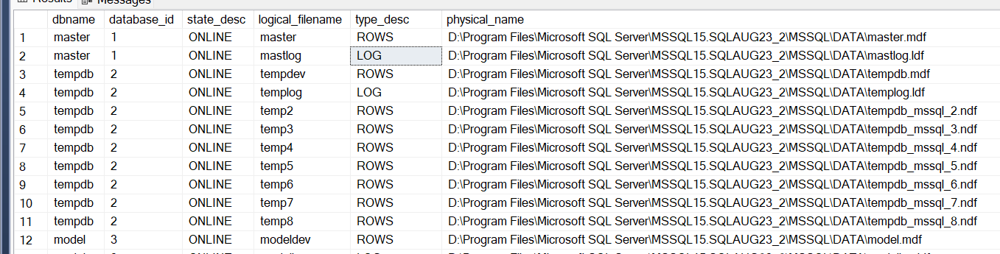 Results Messages
dbname database_id state_desc logical_filename type_desc physical_name
1 master 1 ONLINE master ROWS D:\Program Files\Microsoft SQL Server\MSSQL15.SQLAUG23_2\MSSQL\DATA\master.mdf
2 master 1 ONLINE mastlog LOG D:\Program Files\Microsoft SQL Server\MSSQL15.SQLAUG23_2\MSSQL\DATA\mastlog.ldf
3 tempdb 2 ONLINE tempdev ROWS D:\Program Files\Microsoft SQL Server\MSSQL15.SQLAUG23_2\MSSQL\DATA\tempdb.mdf
4 tempdb 2 ONLINE templog LOG D:\Program Files\Microsoft SQL Server\MSSQL15.SQLAUG23_2\MSSQL\DATA\templog.ldf
5 tempdb 2 ONLINE temp2 ROWS D:\Program Files\Microsoft SQL Server\MSSQL15.SQLAUG23_2\MSSQL\DATA\tempdb_mssql_2.ndf
6 tempdb 2 ONLINE temp3 ROWS D:\Program Files\Microsoft SQL Server\MSSQL15.SQLAUG23_2\MSSQL\DATA\tempdb_mssql_3.ndf
7 tempdb 2 ONLINE temp4 ROWS D:\Program Files\Microsoft SQL Server\MSSQL15.SQLAUG23_2\MSSQL\DATA\tempdb_mssql_4.ndf
8 tempdb 2 ONLINE temp5 ROWS D:\Program Files\Microsoft SQL Server\MSSQL15.SQLAUG23_2\MSSQL\DATA\tempdb_mssql_5.ndf
9 tempdb 2 ONLINE temp6 ROWS D:\Program Files\Microsoft SQL Server\MSSQL15.SQLAUG23_2\MSSQL\DATA\tempdb_mssql_6.ndf
10 tempdb 2 ONLINE temp7 ROWS D:\Program Files\Microsoft SQL Server\MSSQL15.SQLAUG23_2\MSSQL\DATA\tempdb_mssql_7.ndf
11 tempdb 2 ONLINE temp8 ROWS D:\Program Files\Microsoft SQL Server\MSSQL15.SQLAUG23_2\MSSQL\DATA\tempdb_mssql_8.ndf
12 model 3 ONLINE modeldev ROWS D:\Program Files\Microsoft SQL Server\MSSQL15.SQLAUG23_2\MSSQL\DATA\model.mdf